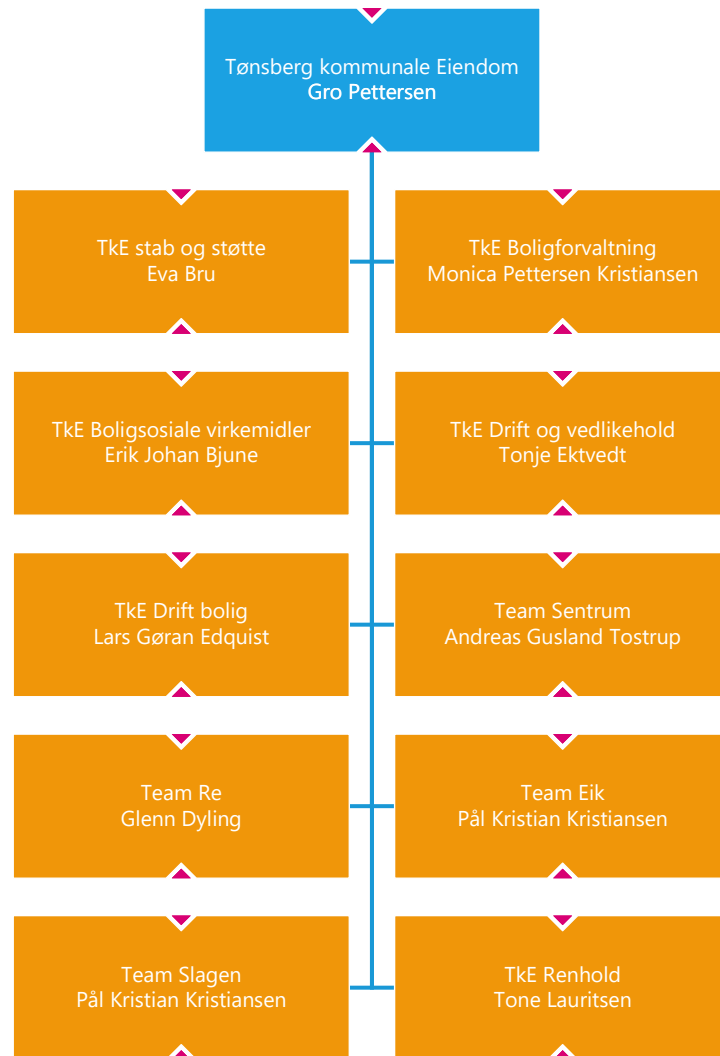 Tønsberg kommunale Eiendom
Gro Pettersen
TkE stab og støtte
Eva Bru
TkE Boligforvaltning
Monica Pettersen Kristiansen
TkE Boligsosiale virkemidler
Erik Johan Bjune
TkE Drift og vedlikehold
Tonje Ektvedt
TkE Drift bolig
Lars Gøran Edquist
Team Sentrum
Andreas Gusland Tostrup
Team Re
Glenn Dyling
Team Eik
Pål Kristian Kristiansen
Team Slagen
Pål Kristian Kristiansen
TkE Renhold
Tone Lauritsen